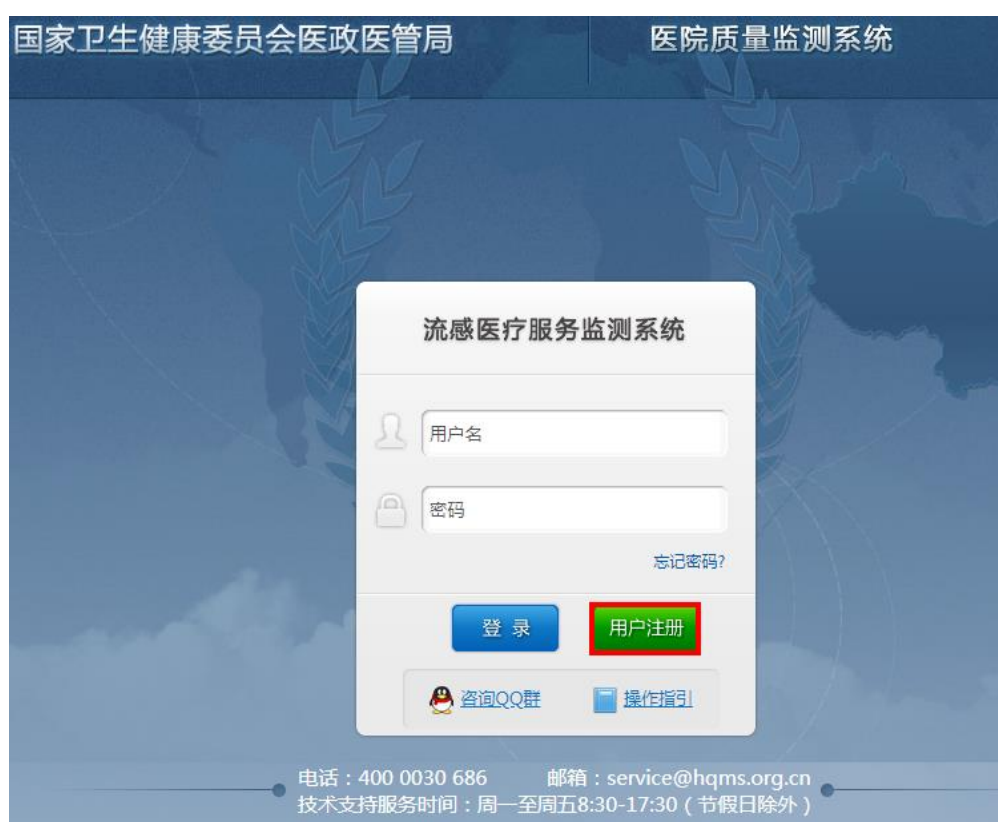 国家卫生健康委员会医政医管局 医院质量监测系统
流感医疗服务监测系统
用户名
密码
忘记密码?
登 录 用户注册
咨询QQ群 操作指引
电话：400 0030 686 邮箱：service@hqms.org.cn
技术支持服务时间：周一至周五8:30-17:30（节假日除外）